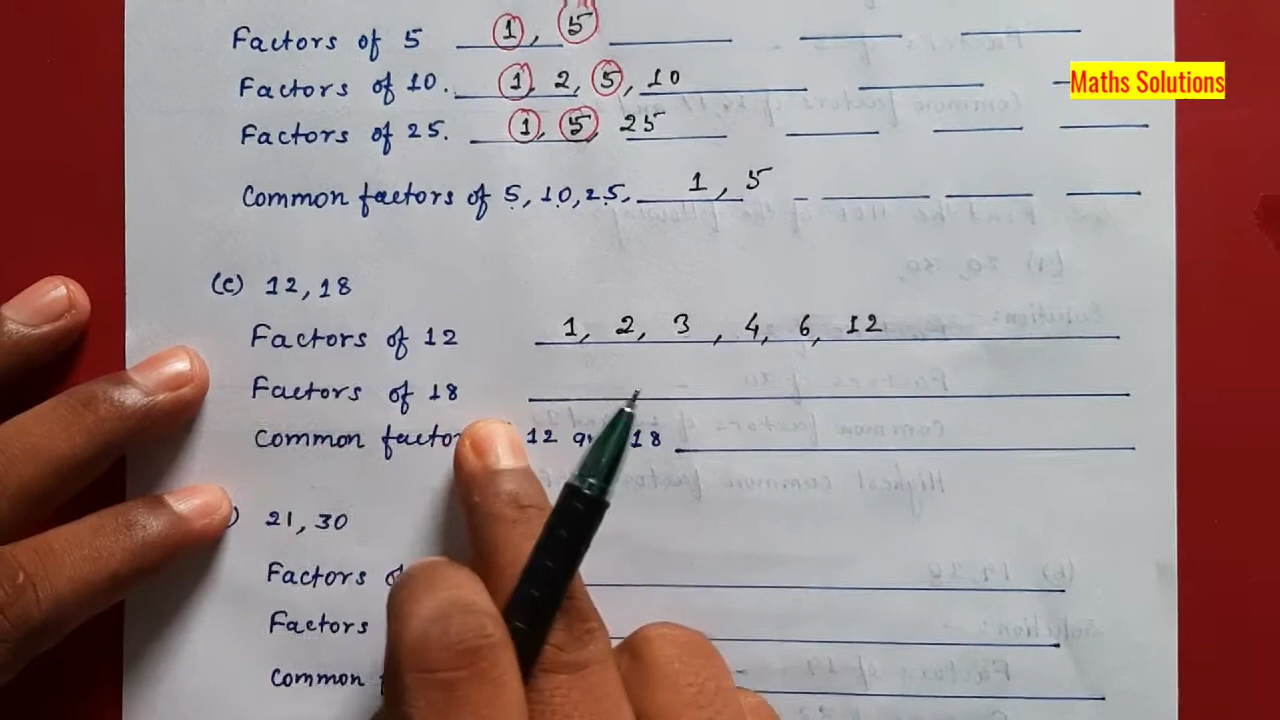 Factors of 5 1, 5
Maths Solutions
Factors of 10. 1, 2, 5, 10
Factors of 25. 1, 5, 25
Common factors of 5, 10, 25. 1, 5
(c) 12, 18
Factors of 12 1, 2, 3, 4, 6, 12
Factors of 18
Common 12 18
21, 30
Factors
Factors
Common